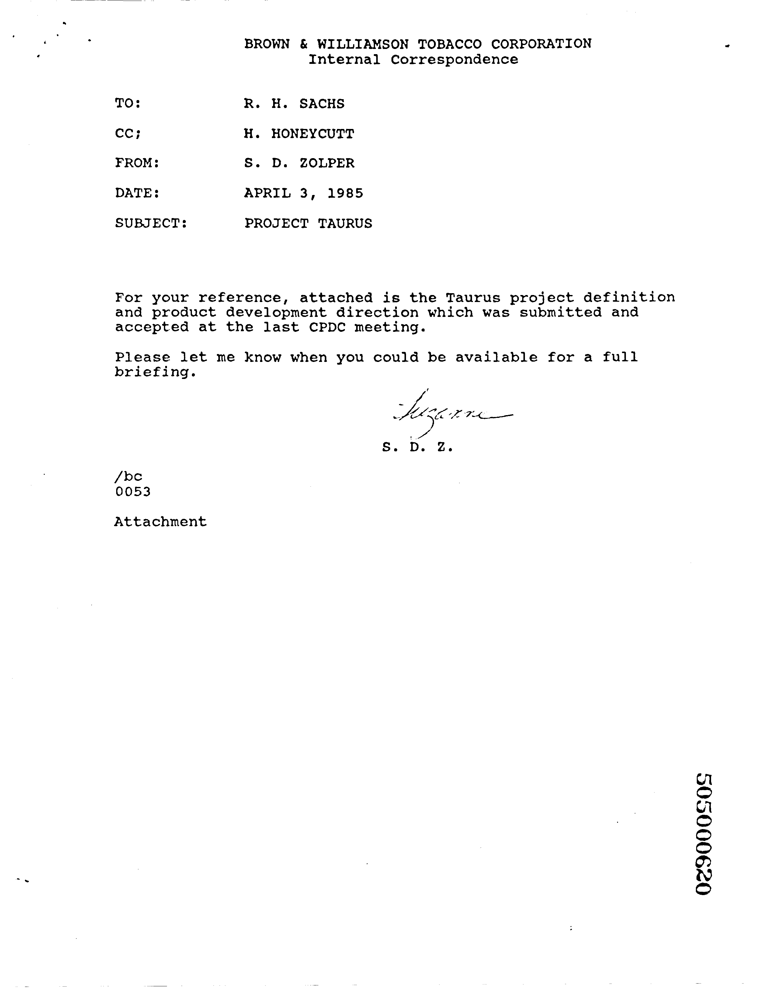 BROWN & WILLIAMSON TOBACCO CORPORATION
Internal Correspondence
TO: R. H. SACHS
CC; H. HONEYCUTT
FROM: S. D. ZOLPER
DATE: APRIL 3, 1985
SUBJECT: PROJECT TAURUS
For your reference, attached is the Taurus project definition
and product development direction which was submitted and
accepted at the last CPDC meeting.
Please let me know when you could be available for a full
briefing.
Suzanne
S. D. Z.
/bc
0053
Attachment
505000620